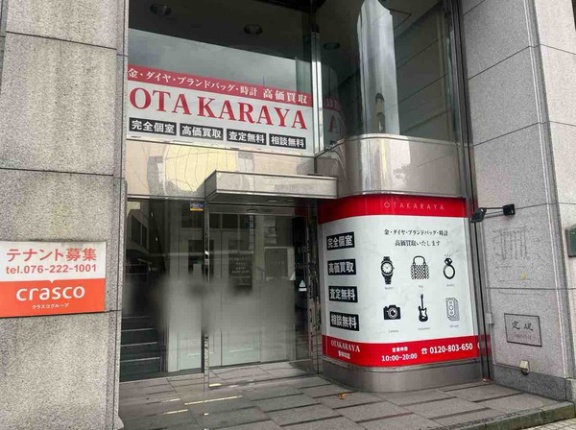 金・ダイヤ・ブランドバッグ・時計 高価買取
OTAKARAYA
完全個室 高価買取 査定無料 相談無料
テナント募集
tel.076-222-1001
crasco
クラスコグループ
OTAKARAYA
金・ダイヤ・ブランドバッグ・時計
高価買取いたします
完全個室
高価買取
査定無料
相談無料
OTAKARAYA
営業時間
10:00~20:00
☎ 0120-803-650